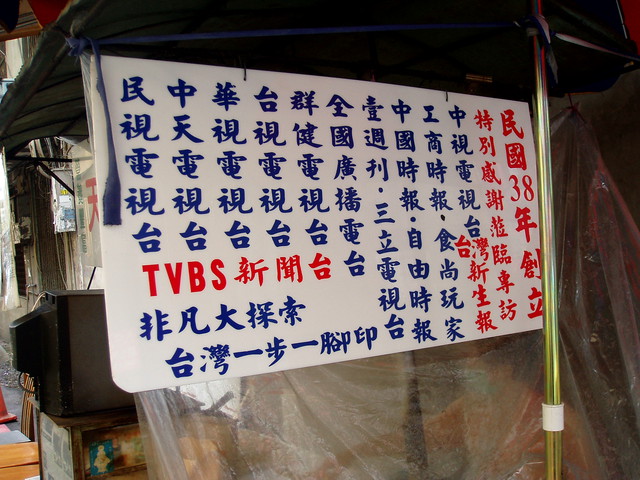 民國38年創立
特別感謝蒞臨專訪
中視電視台台灣新生報
工商時報．食尚玩家
中國時報．自由時報
壹週刊．三立電視台
全國廣播電台
群健電視台
台視電視台
華視電視台
中天電視台
民視電視台
TVBS新聞台
非凡大探索
台灣一步一腳印